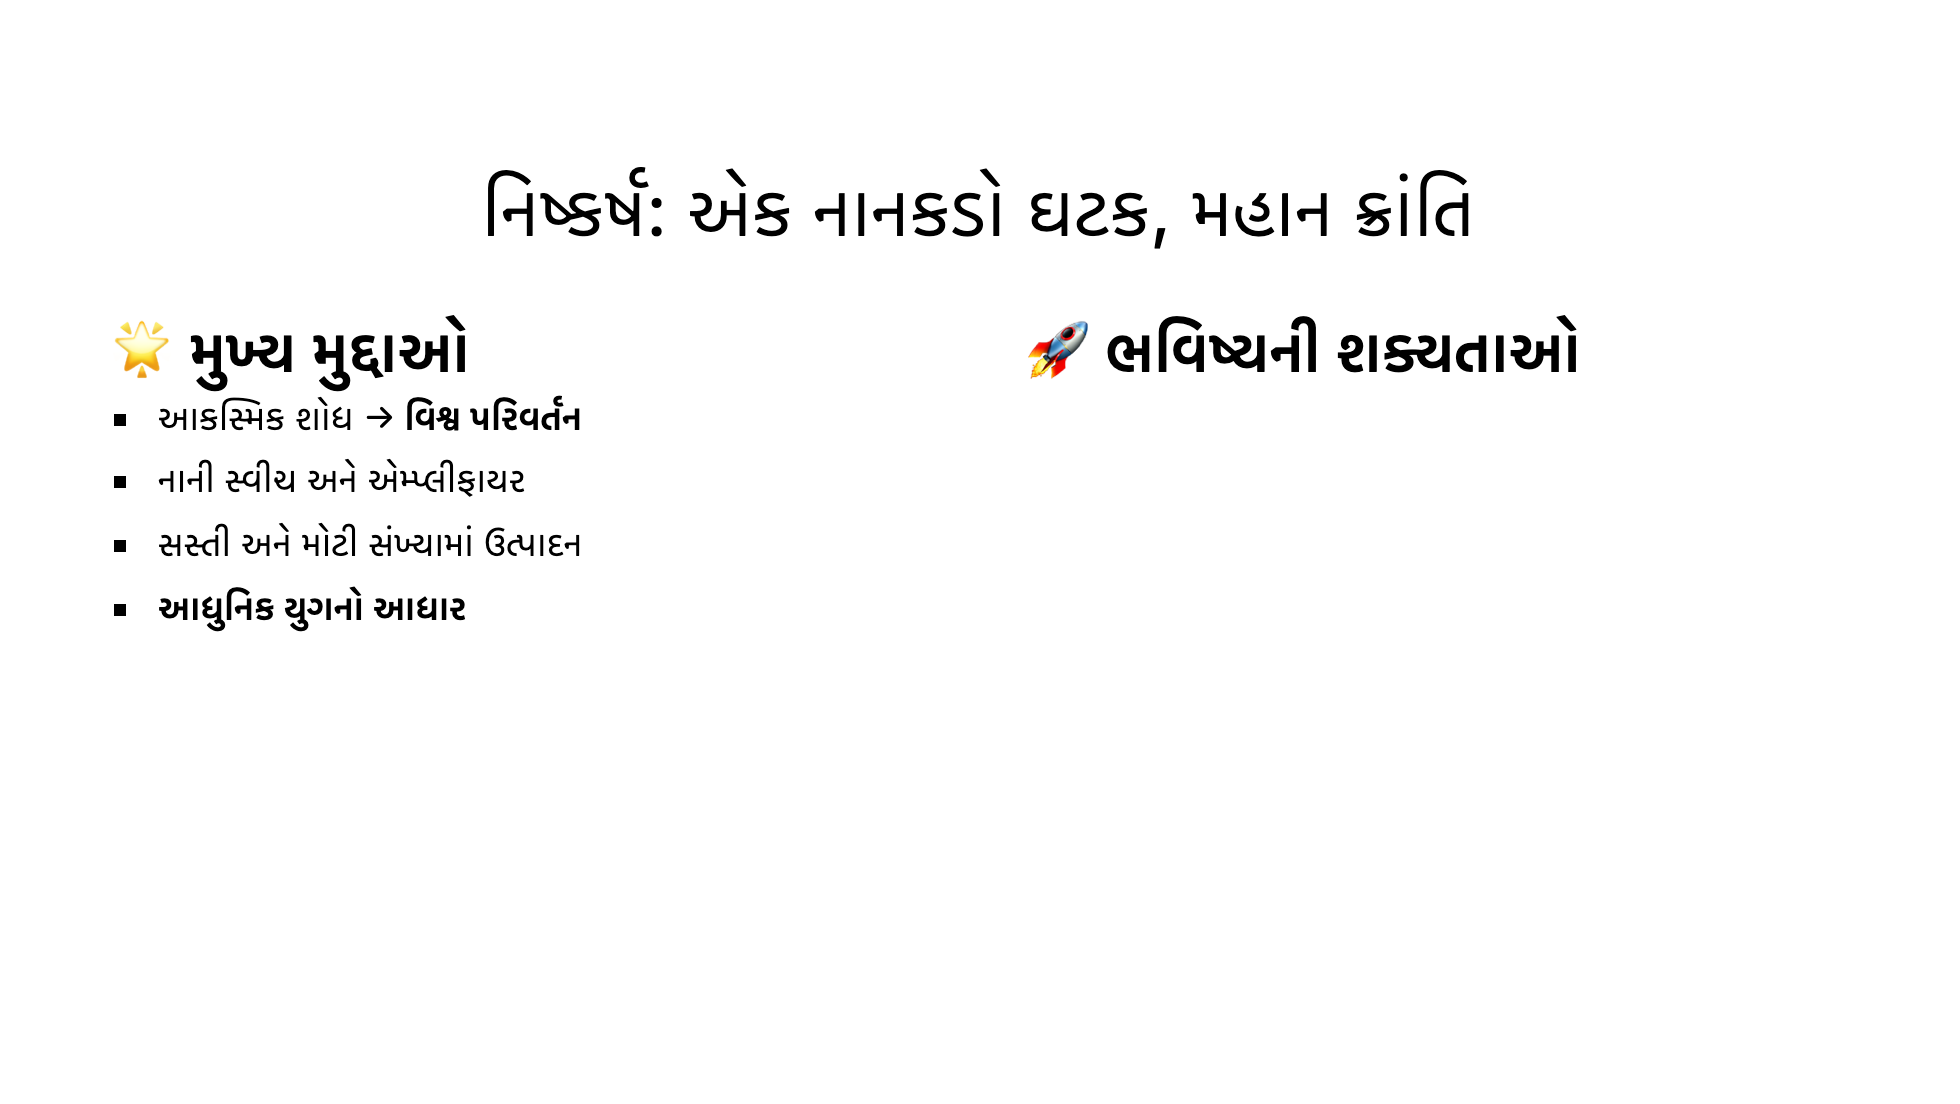 નિષ્કર્ષ: એક નાનકડો ઘટક, મહાન ક્રાંતિ
🌟 મુખ્ય મુદ્દાઓ
▪ આકસ્મિક શોધ → વિશ્વ પરિવર્તન
▪ નાની સ્વીચ અને એમ્પ્લીફાયર
▪ સસ્તી અને મોટી સંખ્યામાં ઉત્પાદન
▪ આધુનિક યુગનો આધાર
🚀 ભવિષ્યની શક્યતાઓ